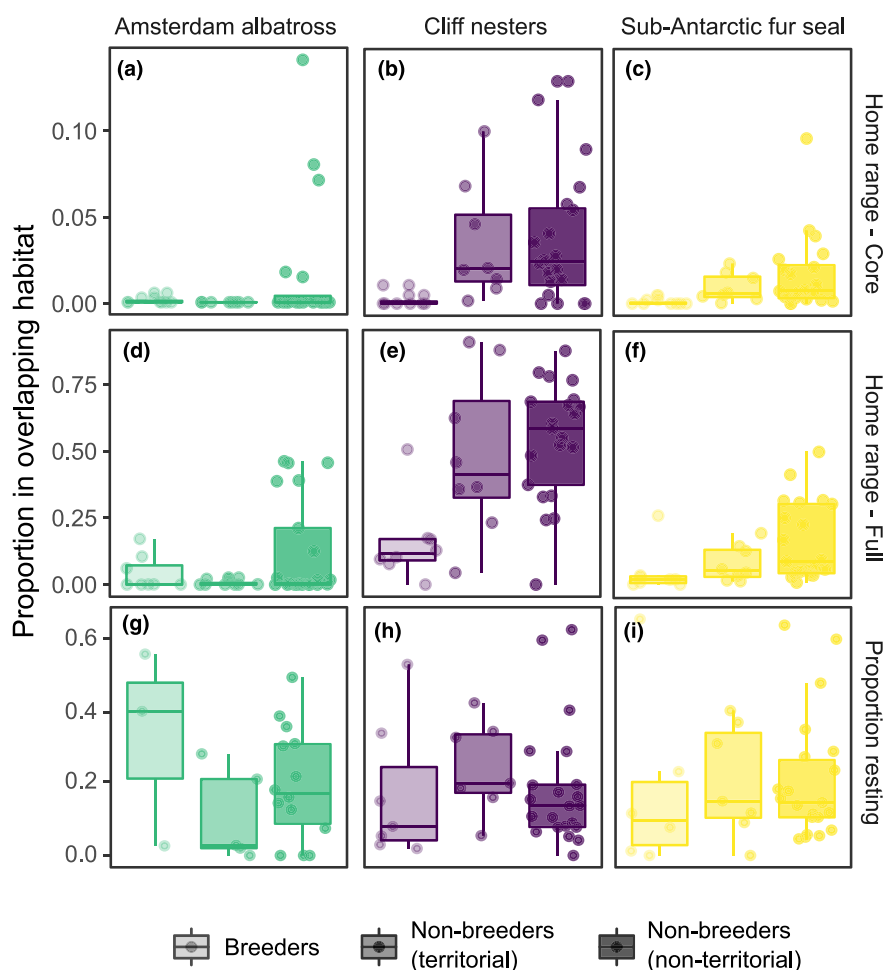 Amsterdam albatross
Cliff nesters
Sub-Antarctic fur seal
(a)
(b)
(c)
0.10
0.05
0.00
Home range - Core
(d)
(e)
(f)
0.75
0.50
0.25
0.00
Home range - Full
(g)
(h)
(i)
0.6
0.4
0.2
0.0
Proportion resting
Proportion in overlapping habitat
Breeders
Non-breeders
(territorial)
Non-breeders
(non-territorial)